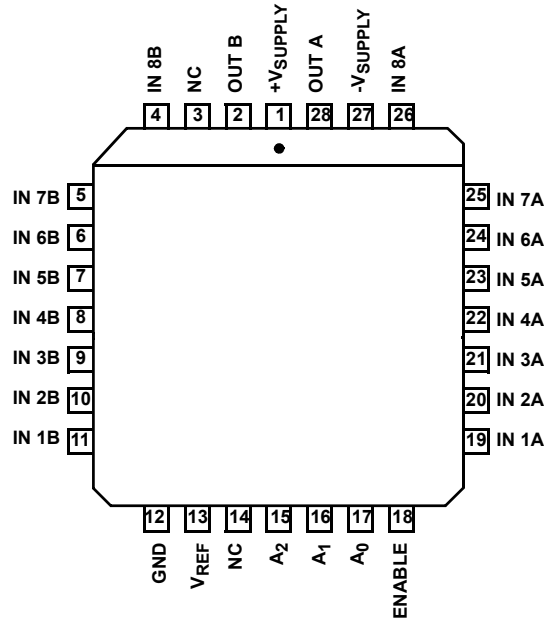 IN 8B
NC
OUT B
+VSUPPLY
OUT A
-VSUPPLY
IN 8A
4
3
2
1
28
27
26
IN 7B 5
25 IN 7A
IN 6B 6
24 IN 6A
IN 5B 7
23 IN 5A
IN 4B 8
22 IN 4A
IN 3B 9
21 IN 3A
IN 2B 10
20 IN 2A
IN 1B 11
19 IN 1A
12
13
14
15
16
17
18
GND
VREF
NC
A2
A1
A0
ENABLE